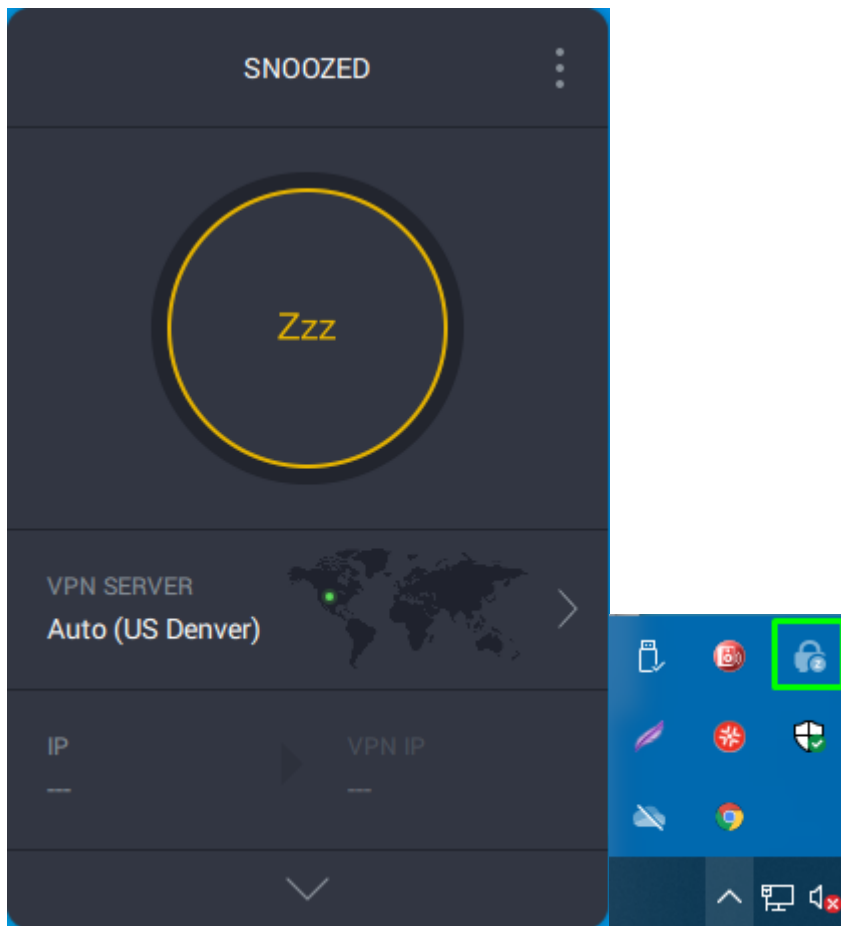 SNOOZED
Zzz
VPN SERVER
Auto (US Denver)
IP
VPN IP
---
---